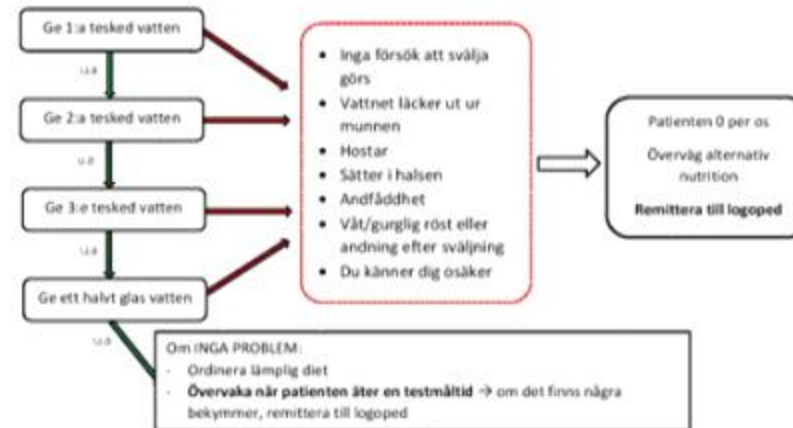 Ge 1:a tesked vatten
u.a
Ge 2:a tesked vatten
u.a
Ge 3:e tesked vatten
u.a
Ge ett halvt glas vatten
u.a
• Inga försök att svälja
görs
• Vattnet läcker ut ur
munnen
• Hostar
• Sätter i halsen
• Andfåddhet
• Våt/gurglig röst eller
andning efter sväljning
• Du känner dig osäker
Patienten 0 per os
Överväg alternativ
nutrition
Remittera till logoped
Om INGA PROBLEM:
- Ordinera lämplig diet
- Övervaka när patienten äter en testmåltid → om det finns några
bekymmer, remittera till logoped